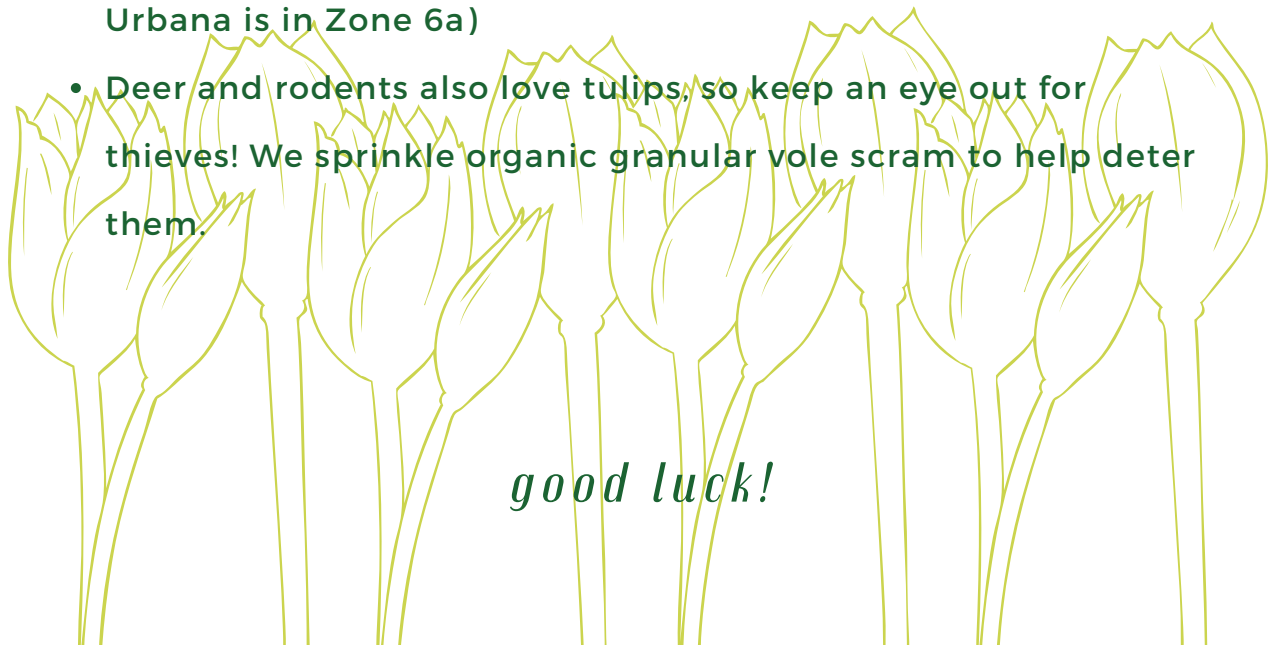 Urbana is in Zone 6a)
• Deer and rodents also love tulips, so keep an eye out for
thieves! We sprinkle organic granular vole scram to help deter
them.
good luck!